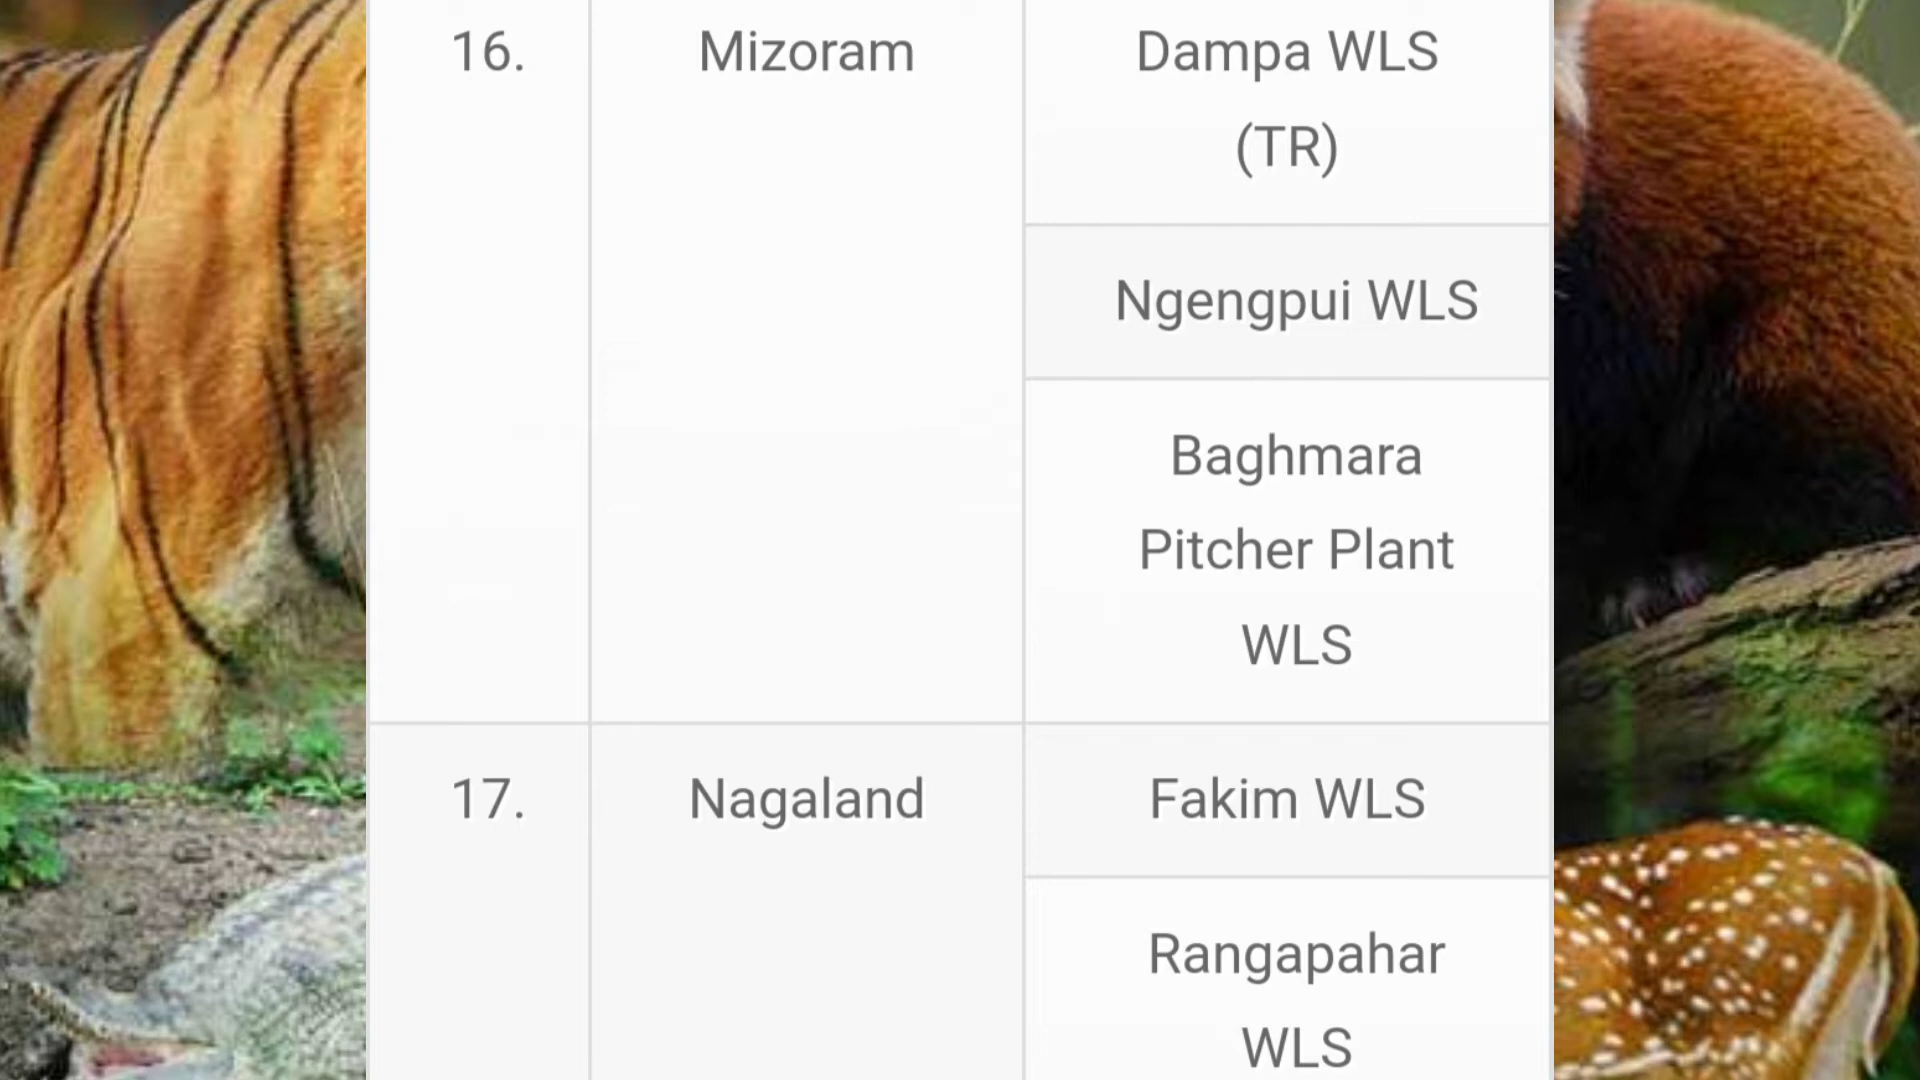 16. Mizoram Dampa WLS
(TR)
Ngengpui WLS
Baghmara
Pitcher Plant
WLS
17. Nagaland Fakim WLS
Rangapahar
WLS